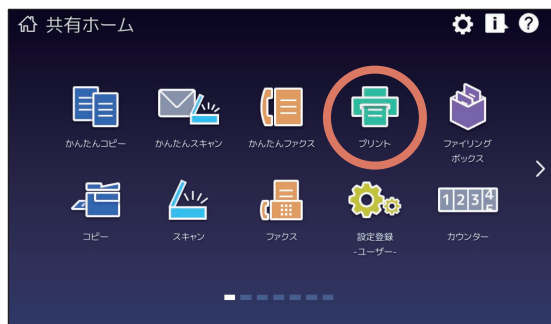 共有ホーム
かんたんコピー
かんたんスキャン
かんたんファクス
プリント
ファイリング
ボックス
コピー
スキャン
ファクス
設定登録
-ユーザー-
1234
カウンター